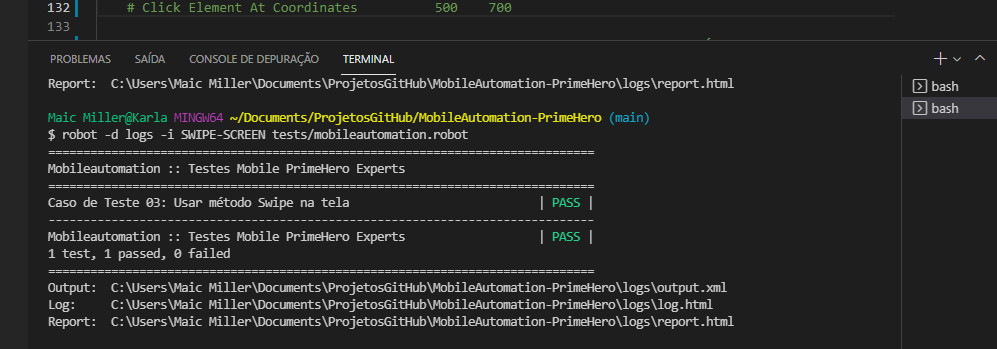 132 # Click Element At Coordinates 500 700
133
PROBLEMAS SAÍDA CONSOLE DE DEPURAÇÃO TERMINAL
Report: C:\Users\Maic Miller\Documents\ProjetosGitHub\MobileAutomation-PrimeHero\logs\report.html
bash
bash
Maic Miller@Karla MINGW64 ~/Documents/ProjetosGitHub/MobileAutomation-PrimeHero (main)
$ robot -d logs -i SWIPE-SCREEN tests/mobileautomation.robot
==============================================================================
Mobileautomation :: Testes Mobile PrimeHero Experts
==============================================================================
Caso de Teste 03: Usar método Swipe na tela | PASS |
------------------------------------------------------------------------------
Mobileautomation :: Testes Mobile PrimeHero Experts | PASS |
1 test, 1 passed, 0 failed
==============================================================================
Output: C:\Users\Maic Miller\Documents\ProjetosGitHub\MobileAutomation-PrimeHero\logs\output.xml
Log: C:\Users\Maic Miller\Documents\ProjetosGitHub\MobileAutomation-PrimeHero\logs\log.html
Report: C:\Users\Maic Miller\Documents\ProjetosGitHub\MobileAutomation-PrimeHero\logs\report.html